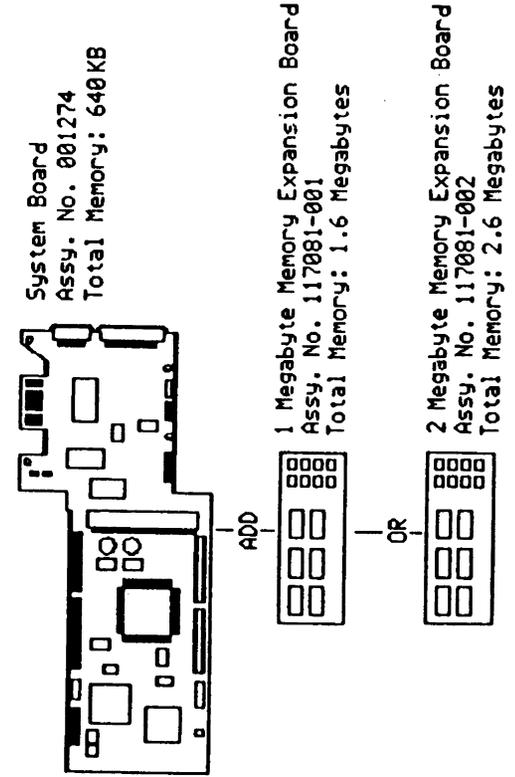 System Board
Assy. No. 001274
Total Memory: 640KB
ADD
1 Megabyte Memory Expansion Board
Assy. No. 117081-001
Total Memory: 1.6 Megabytes
OR
2 Megabyte Memory Expansion Board
Assy. No. 117081-002
Total Memory: 2.6 Megabytes